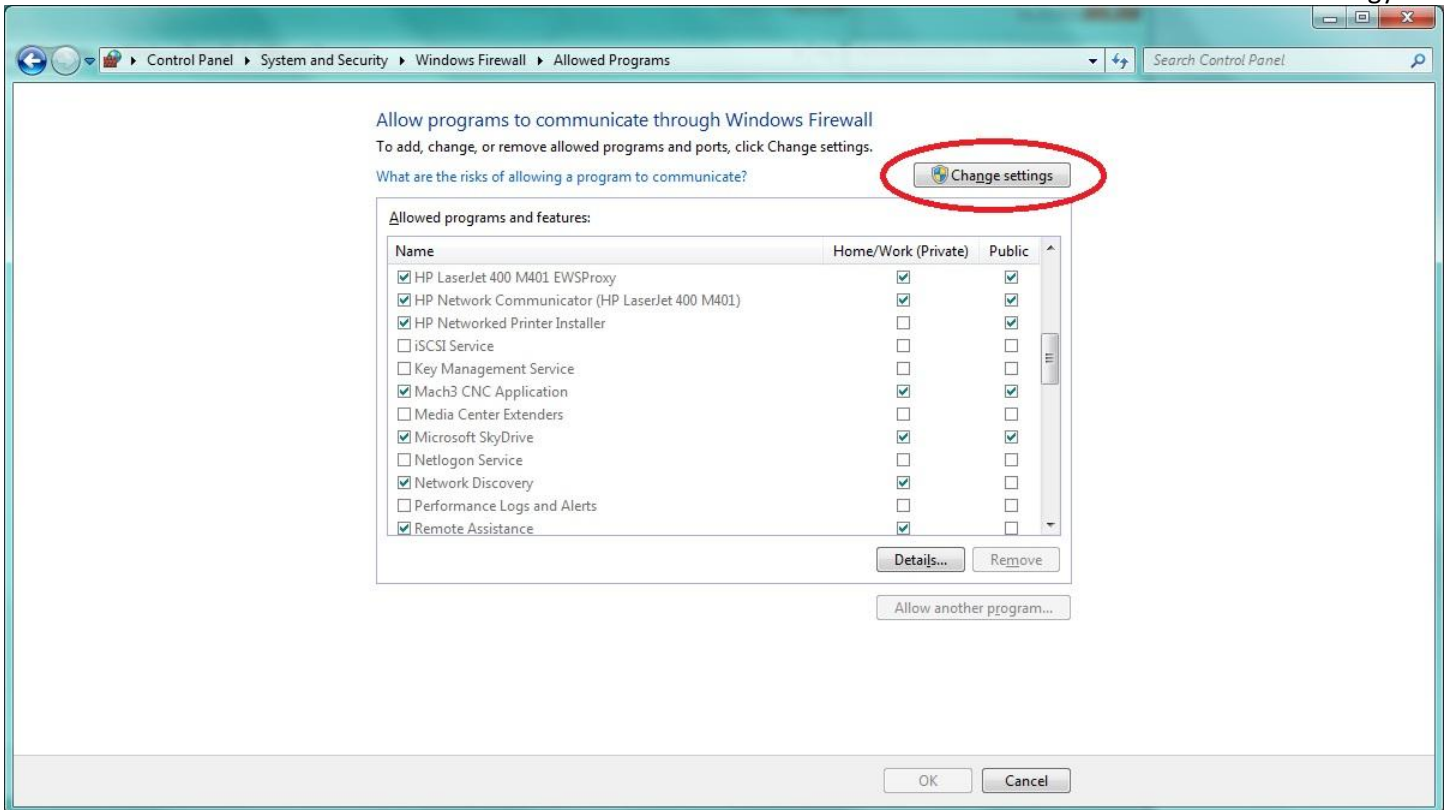 Control Panel System and Security Windows Firewall Allowed Programs Search Control Panel
Allow programs to communicate through Windows Firewall
To add, change, or remove allowed programs and ports, click Change settings.
What are the risks of allowing a program to communicate? Change settings
Allowed programs and features:
Name Home/Work (Private) Public
HP LaserJet 400 M401 EWSProxy
HP Network Communicator (HP LaserJet 400 M401)
HP Networked Printer Installer
iSCSI Service
Key Management Service
Mach3 CNC Application
Media Center Extenders
Microsoft SkyDrive
Netlogon Service
Network Discovery
Performance Logs and Alerts
Remote Assistance
Details... Remove
Allow another program...
OK Cancel